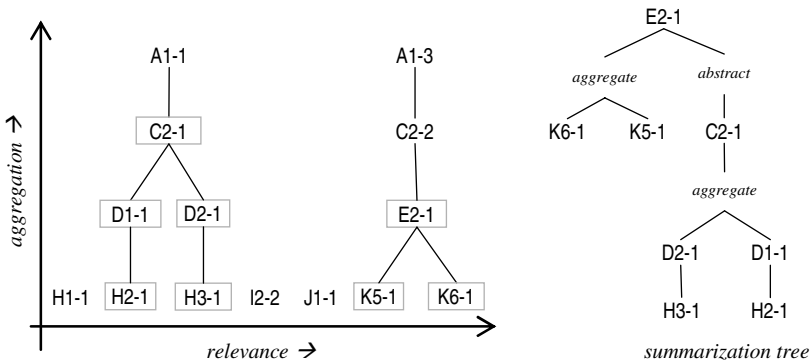 A1-1
A1-3
C2-1
C2-2
D1-1
D2-1
E2-1
H1-1
H2-1
H3-1
I2-2
J1-1
K5-1
K6-1
aggregation →
relevance →
E2-1
aggregate
abstract
K6-1
K5-1
C2-1
aggregate
D2-1
D1-1
H3-1
H2-1
summarization tree